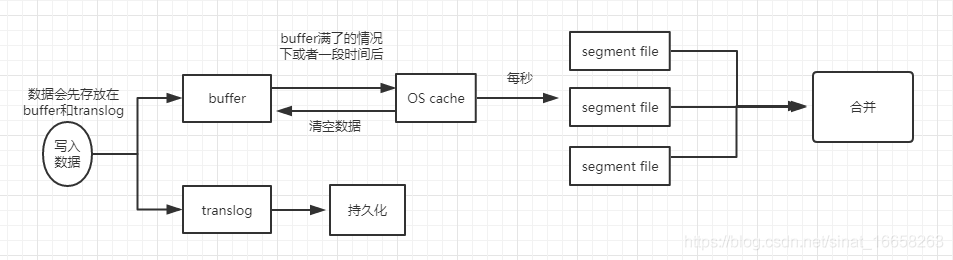 buffer满了的情况
下或者一段时间后
数据会先存放在
buffer和translog
写入
数据
buffer
清空数据
OS cache
每秒
segment file
segment file
segment file
合并
translog
持久化
https://blog.csdn.net/sinat_16658263